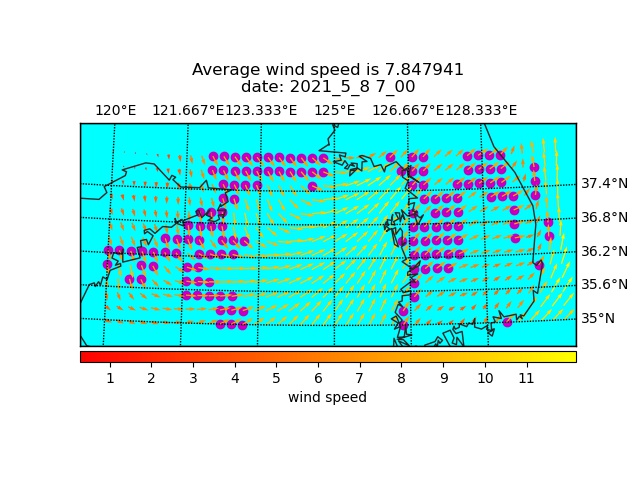 Average wind speed is 7.847941
date: 2021_5_8 7_00
120°E 121.667°E 123.333°E 125°E 126.667°E 128.333°E
37.4°N
36.8°N
36.2°N
35.6°N
35°N
1 2 3 4 5 6 7 8 9 10 11
wind speed